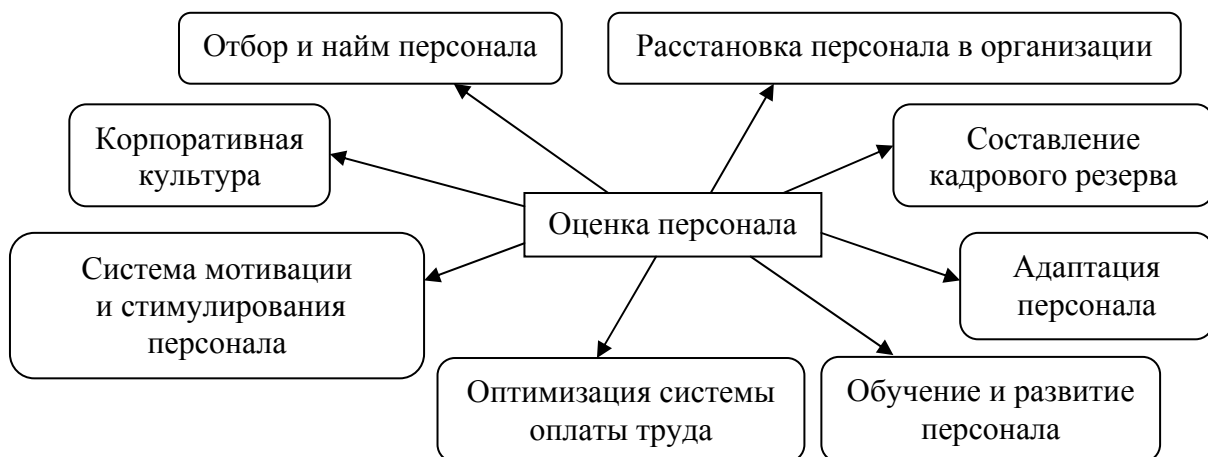 Отбор и найм персонала
Расстановка персонала в организации
Корпоративная
культура
Составление
кадрового резерва
Оценка персонала
Система мотивации
и стимулирования
персонала
Адаптация
персонала
Оптимизация системы
оплаты труда
Обучение и развитие
персонала